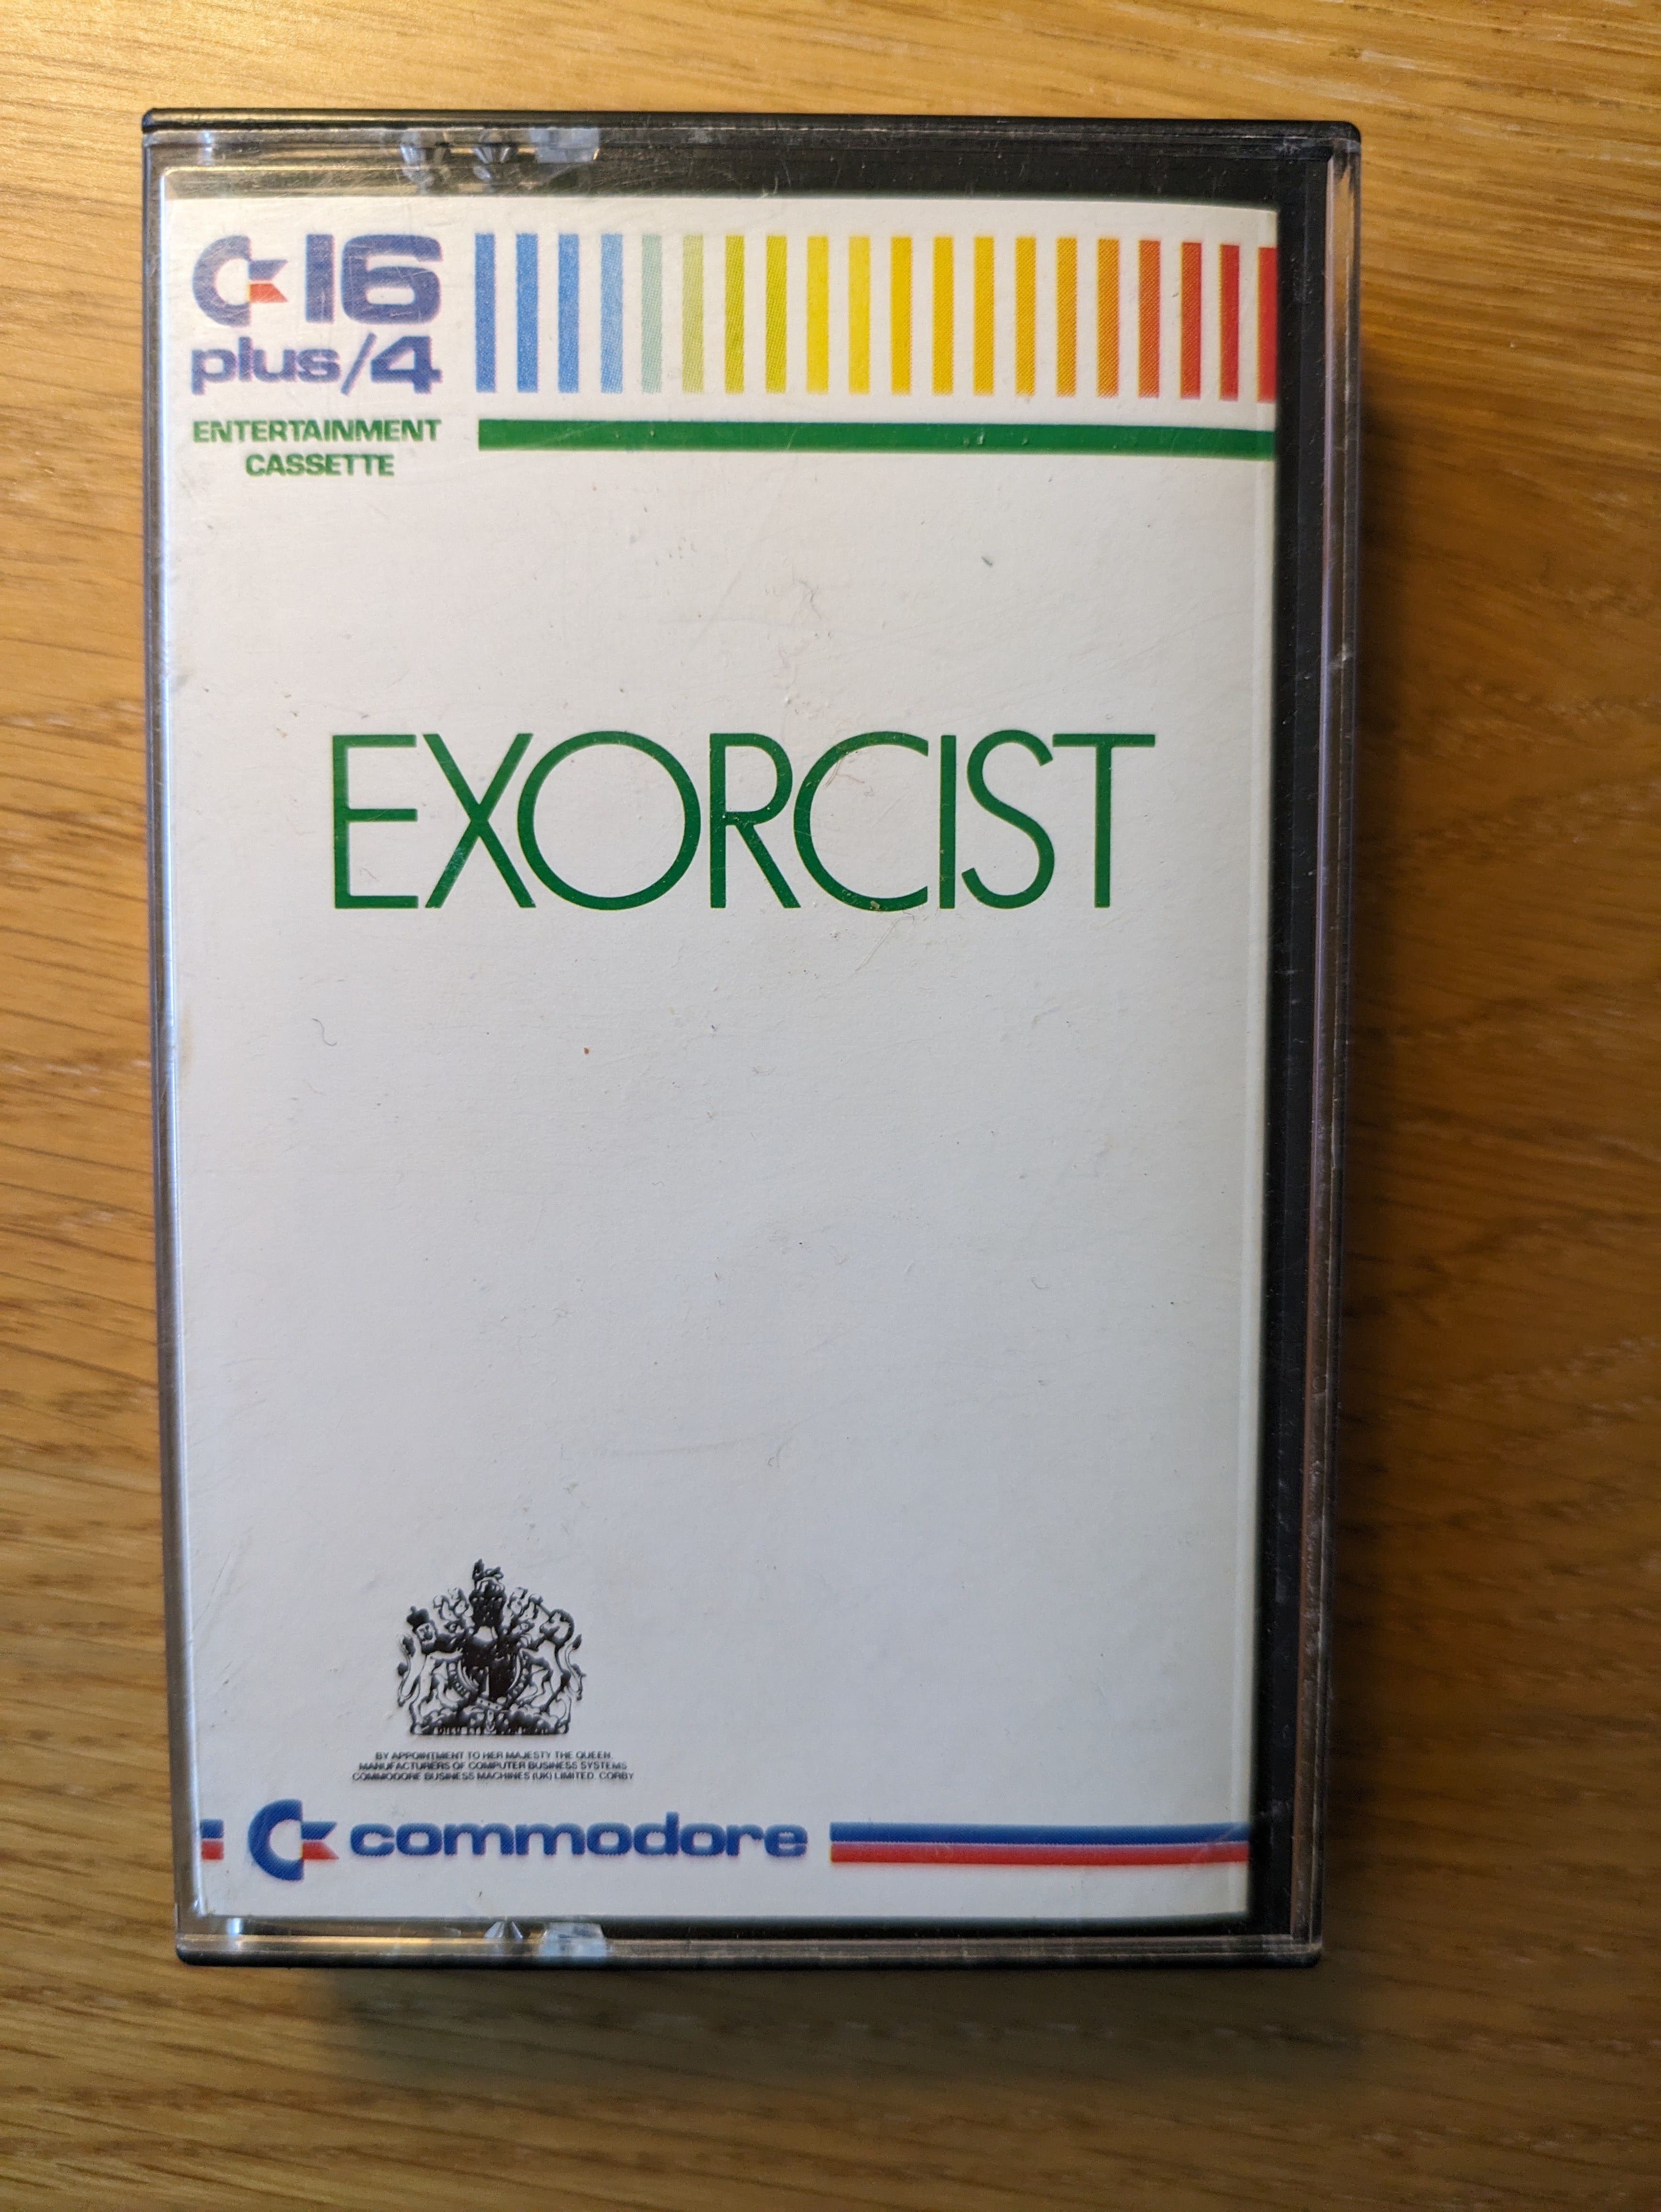 C=16
plus/4
ENTERTAINMENT
CASSETTE
EXORCIST
BY APPOINTMENT TO HER MAJESTY THE QUEEN
MANUFACTURERS OF COMPUTER BUSINESS SYSTEMS
COMMODORE BUSINESS MACHINES (UK) LIMITED CORBY
commodore